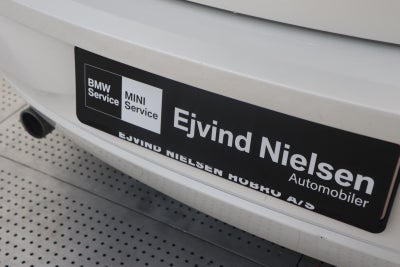 BMW
Service
MINI
Service
Ejvind Nielsen
Automobiler
EJVIND NIELSEN HOBRO A/S